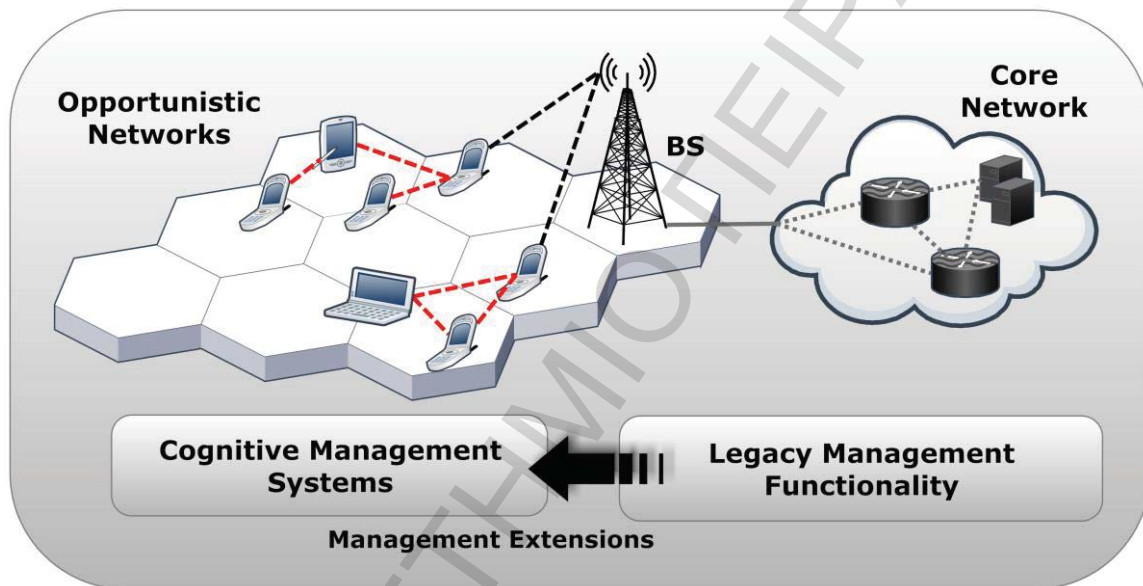 Opportunistic
Networks
BS
Core
Network
Cognitive Management
Systems
Legacy Management
Functionality
Management Extensions